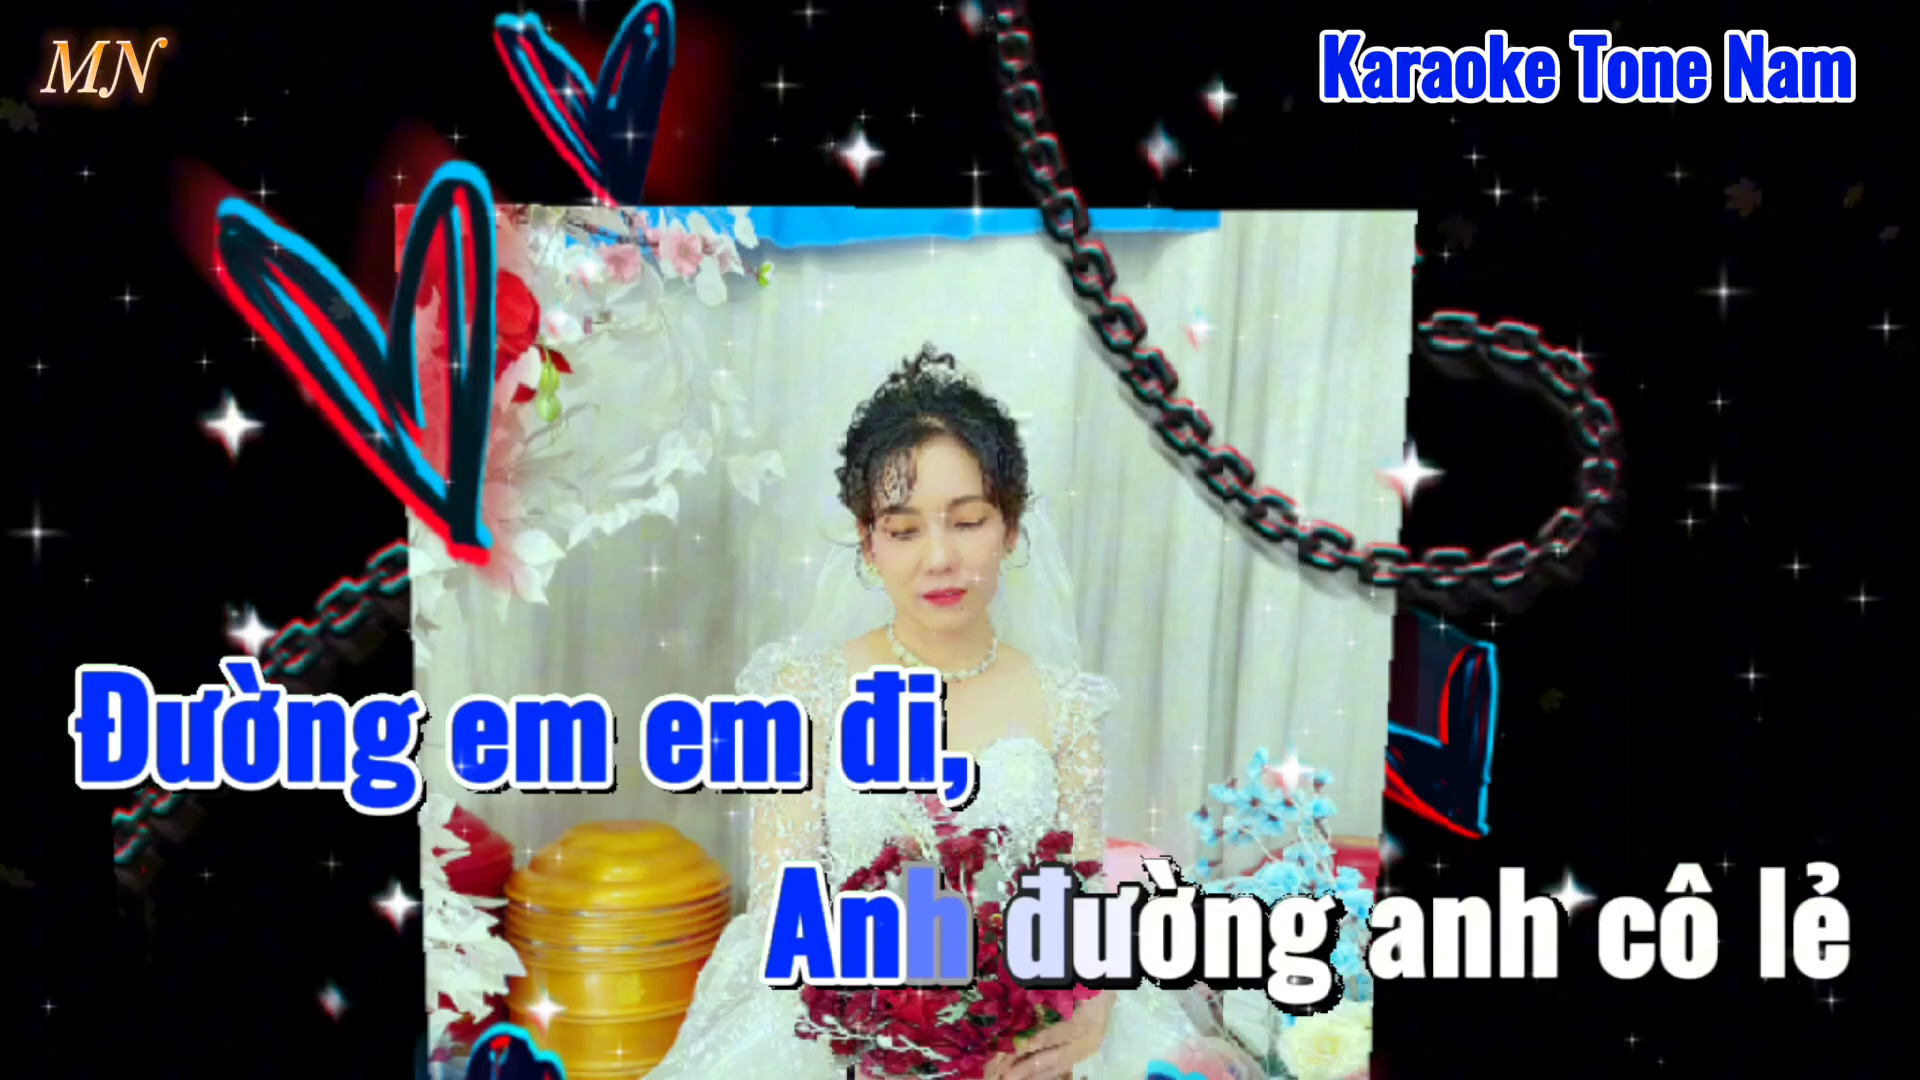 MN
Karaoke Tone Nam
Đường em em đi,
Anh đường anh cô lẻ